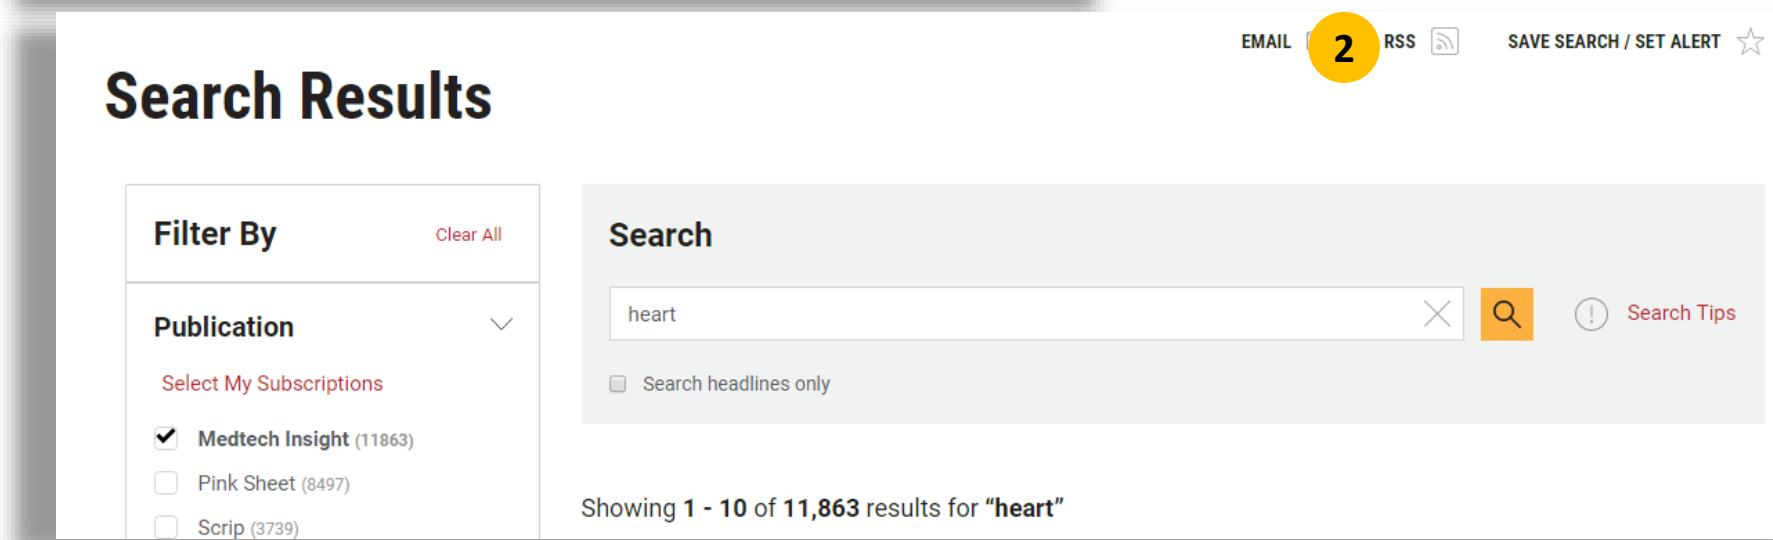 EMAIL 2 RSS SAVE SEARCH / SET ALERT
Search Results
Filter By Clear All
Publication
Select My Subscriptions
Medtech Insight (11863)
Pink Sheet (8497)
Scrip (3739)
Search
heart
Search Tips
Search headlines only
Showing 1 - 10 of 11,863 results for “heart”